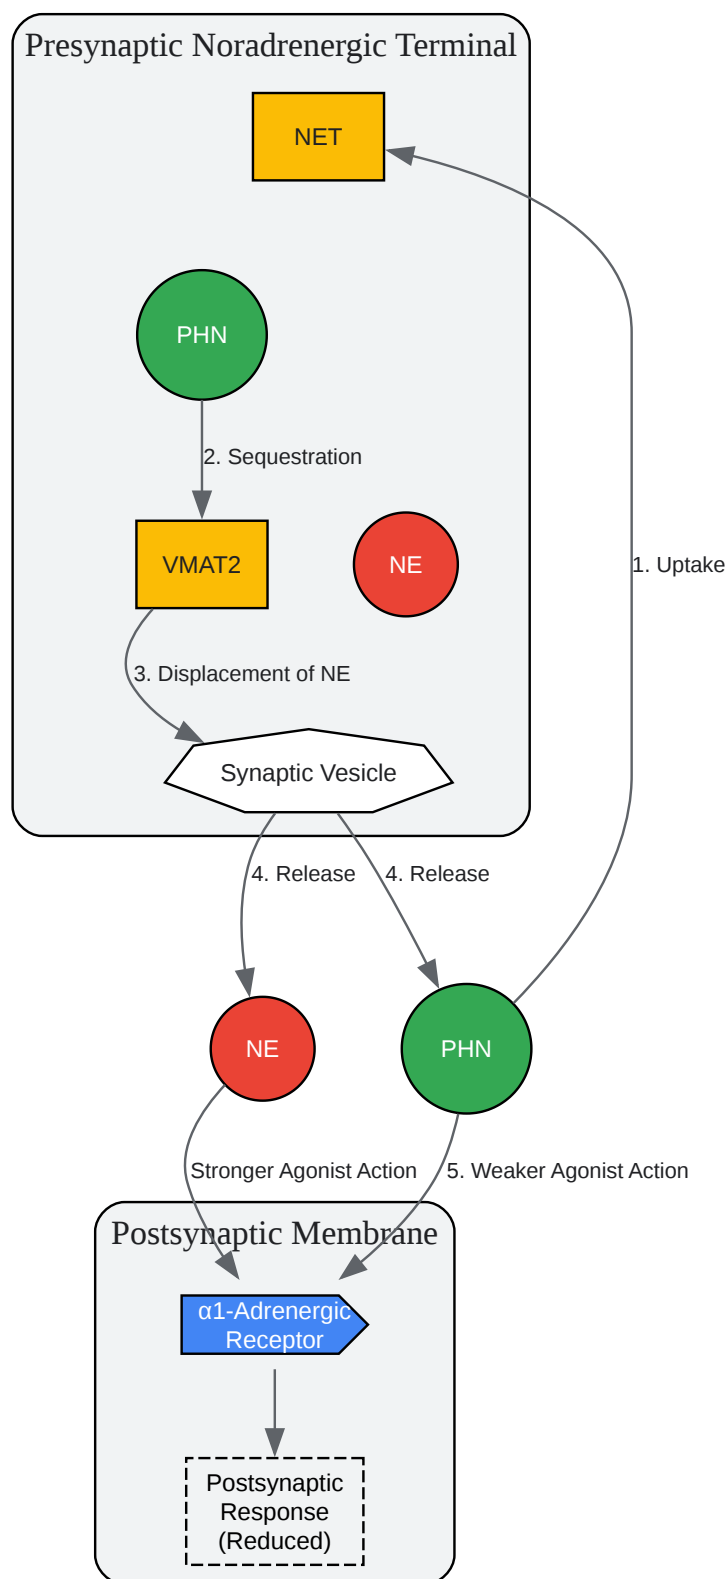 Presynaptic Noradrenergic Terminal
NET
PHN
2. Sequestration
VMAT2
NE
1. Uptake
3. Displacement of NE
Synaptic Vesicle
4. Release
4. Release
NE
PHN
Stronger Agonist Action
5. Weaker Agonist Action
Postsynaptic Membrane
α1-Adrenergic
Receptor
Postsynaptic
Response
(Reduced)